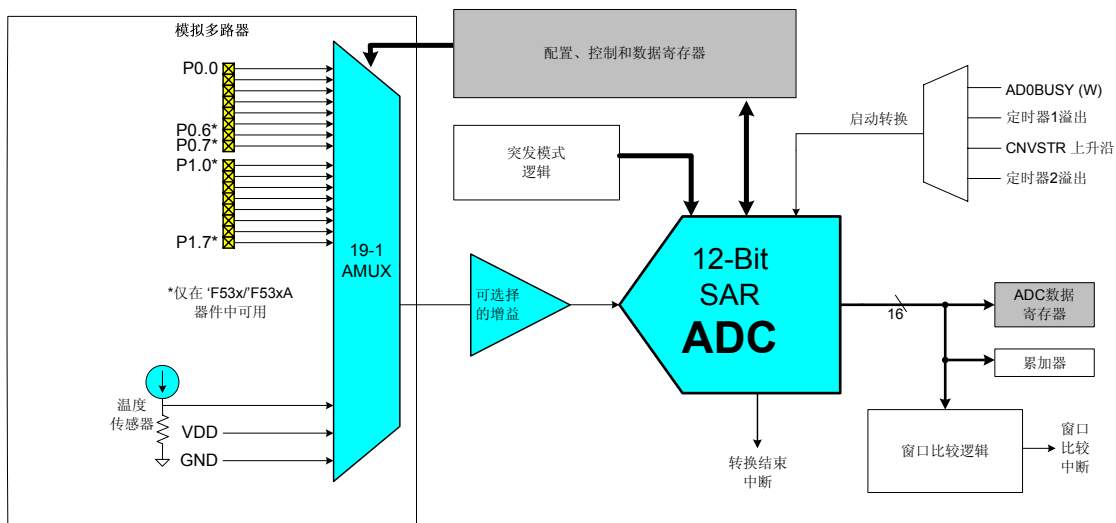 模拟多路器
P0.0
P0.6*
P0.7*
P1.0*
P1.7*
19-1
AMUX
*仅在 ‘F53x/’F53xA
器件中可用
温度
传感器
VDD
GND
配置、控制和数据寄存器
突发模式
逻辑
启动转换
AD0BUSY (W)
定时器1溢出
CNVSTR 上升沿
定时器2溢出
可选择
的增益
12-Bit
SAR
ADC
16
ADC数据
寄存器
累加器
窗口比较逻辑
窗口
比较
中断
转换结束
中断